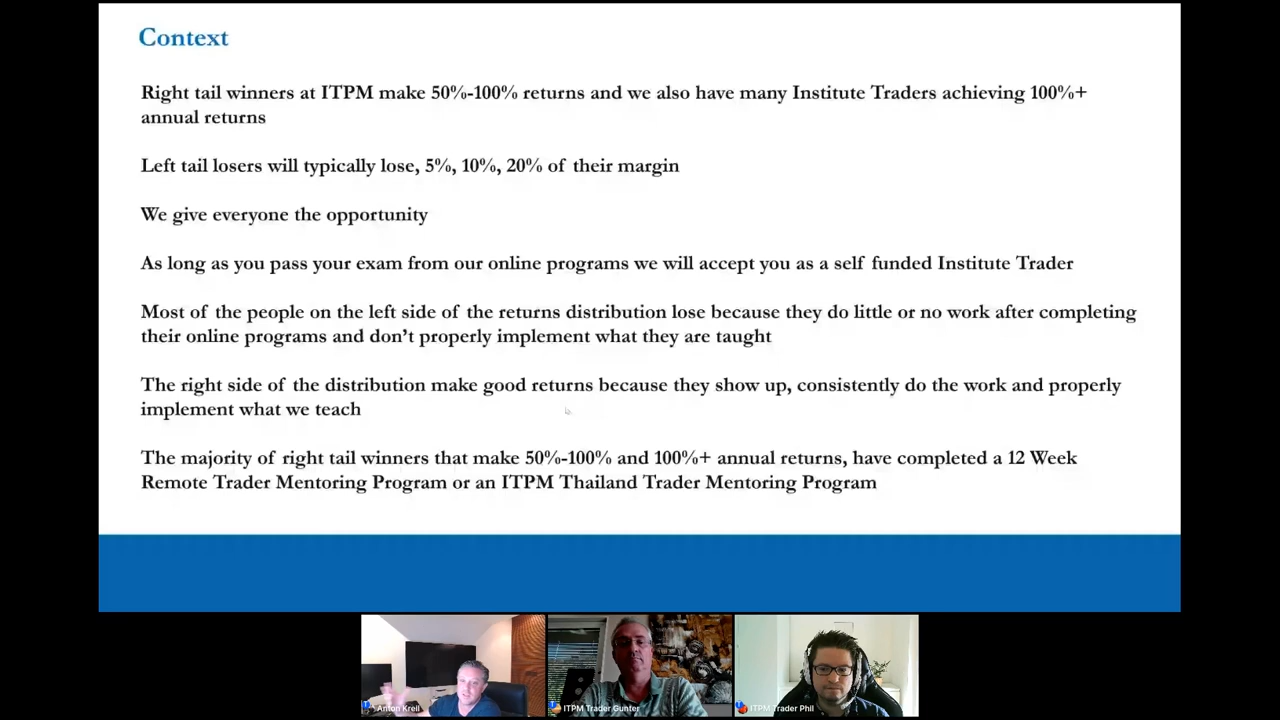 Context
Right tail winners at ITPM make 50%-100% returns and we also have many Institute Traders achieving 100%+
annual returns
Left tail losers will typically lose, 5%, 10%, 20% of their margin
We give everyone the opportunity
As long as you pass your exam from our online programs we will accept you as a self funded Institute Trader
Most of the people on the left side of the returns distribution lose because they do little or no work after completing
their online programs and don’t properly implement what they are taught
The right side of the distribution make good returns because they show up, consistently do the work and properly
implement what we teach
The majority of right tail winners that make 50%-100% and 100%+ annual returns, have completed a 12 Week
Remote Trader Mentoring Program or an ITPM Thailand Trader Mentoring Program
Anton Kreil
ITPM Trader Gunter
ITPM Trader Phil